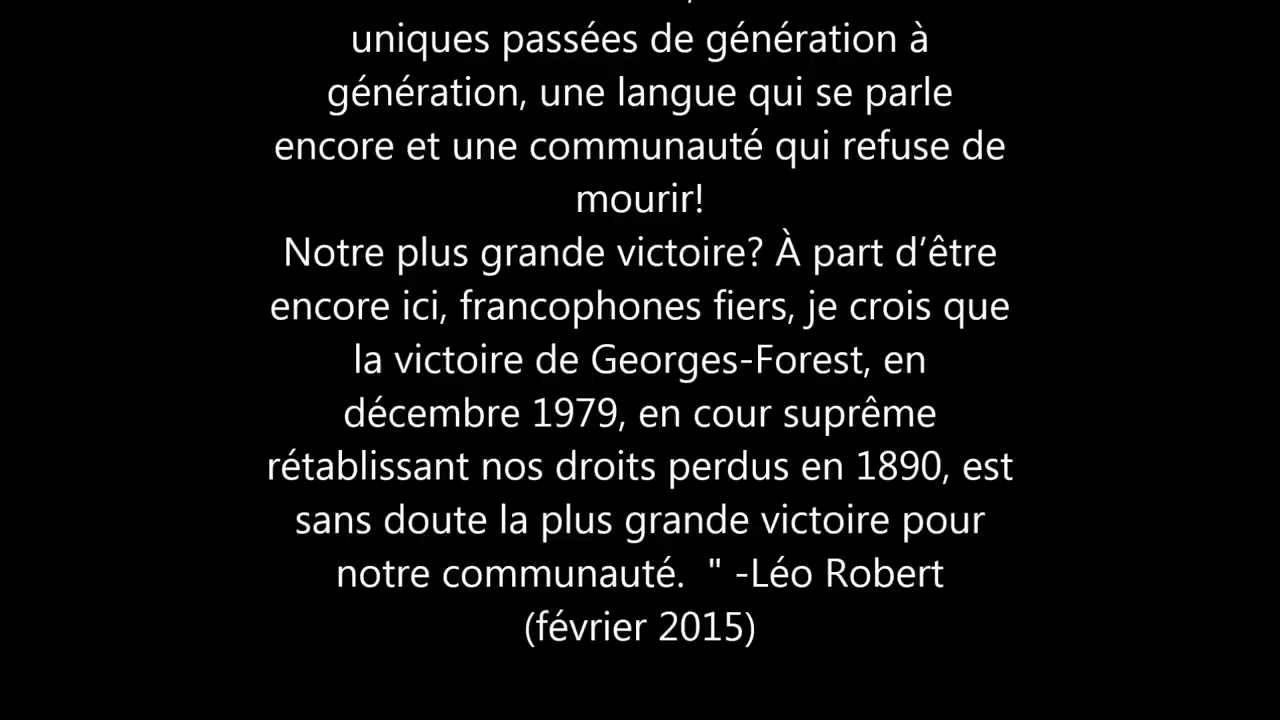 uniques passées de génération à
génération, une langue qui se parle
encore et une communauté qui refuse de
mourir!
Notre plus grande victoire? À part d’être
encore ici, francophones fiers, je crois que
la victoire de Georges-Forest, en
décembre 1979, en cour suprême
rétablissant nos droits perdus en 1890, est
sans doute la plus grande victoire pour
notre communauté.  " -Léo Robert
(février 2015)